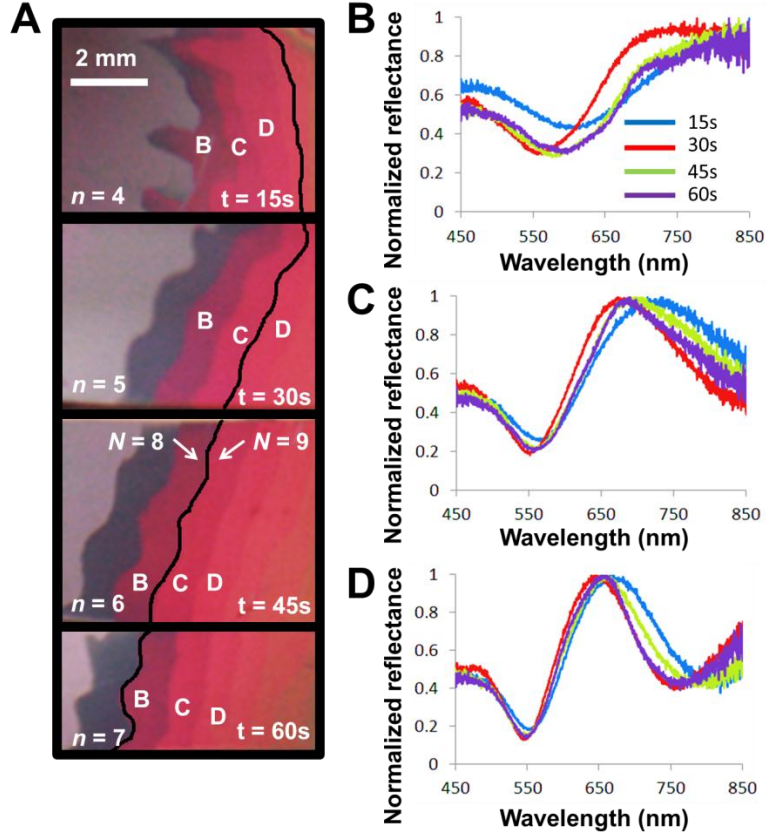 A
2 mm
B
C
D
n = 4
t = 15s
B
C
D
n = 5
t = 30s
N = 8
N = 9
B
C
D
n = 6
t = 45s
B
C
D
n = 7
t = 60s
B
Normalized reflectance
1
0.8
0.6
0.4
0.2
0
450 550 650 750 850
Wavelength (nm)
15s
30s
45s
60s
C
Normalized reflectance
1
0.8
0.6
0.4
0.2
0
450 550 650 750 850
Wavelength (nm)
D
Normalized reflectance
1
0.8
0.6
0.4
0.2
0
450 550 650 750 850
Wavelength (nm)